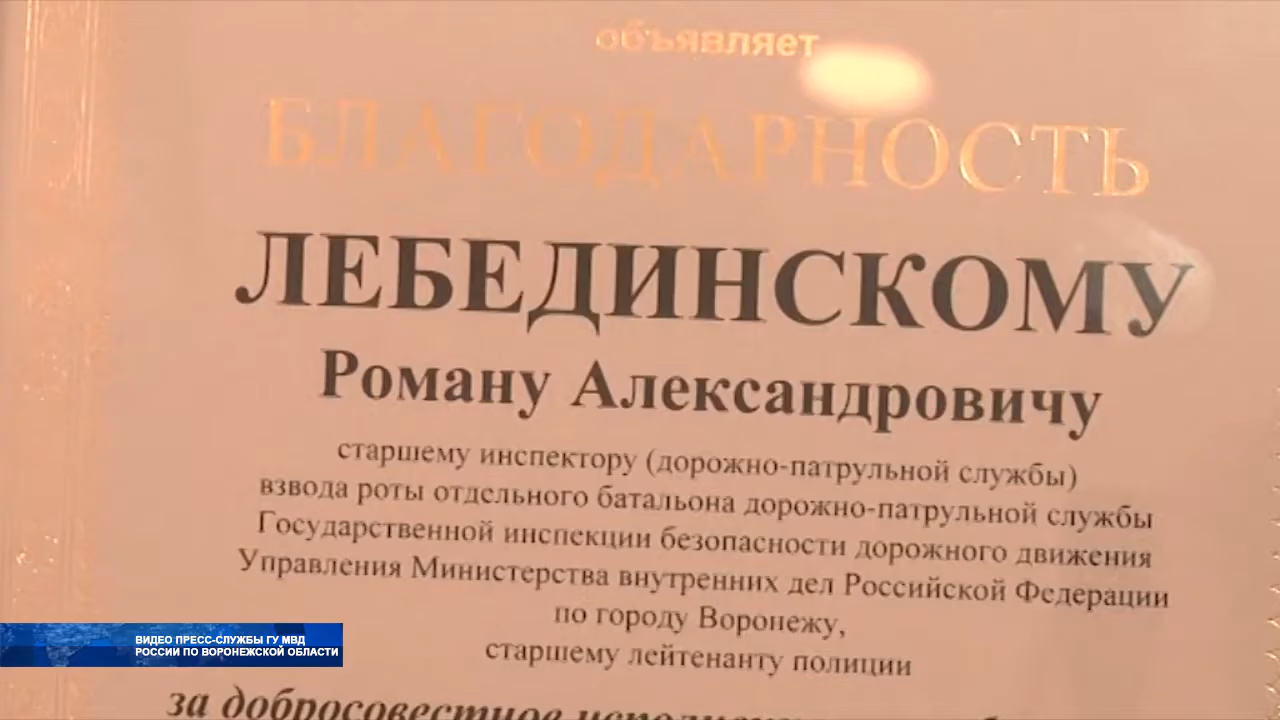 объявляет
БЛАГОДАРНОСТЬ
ЛЕБЕДИНСКОМУ
Роману Александровичу
старшему инспектору (дорожно-патрульной службы)
взвода роты отдельного батальона дорожно-патрульной службы
Государственной инспекции безопасности дорожного движения
Управления Министерства внутренних дел Российской Федерации
по городу Воронежу,
старшему лейтенанту полиции
за добросовестное
ВИДЕО ПРЕСС-СЛУЖБЫ ГУ МВД
РОССИИ ПО ВОРОНЕЖСКОЙ ОБЛАСТИ